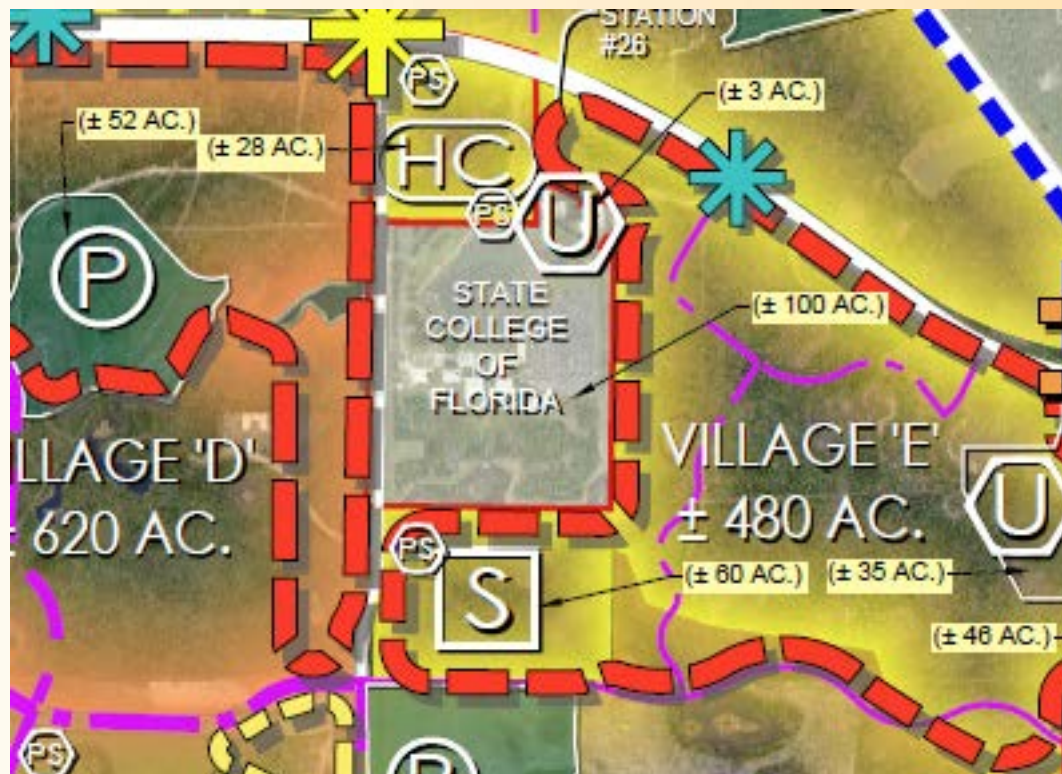 STATION
#26
PS
(± 3 AC.)
(± 52 AC.)
(± 28 AC.)
HC
PS
U
P
STATE
COLLEGE
OF
FLORIDA
(± 100 AC.)
LLAGE 'D'
620 AC.
VILLAGE 'E'
± 480 AC.
U
PS
S
(± 60 AC.)
(± 35 AC.)
(± 46 AC.)
PS